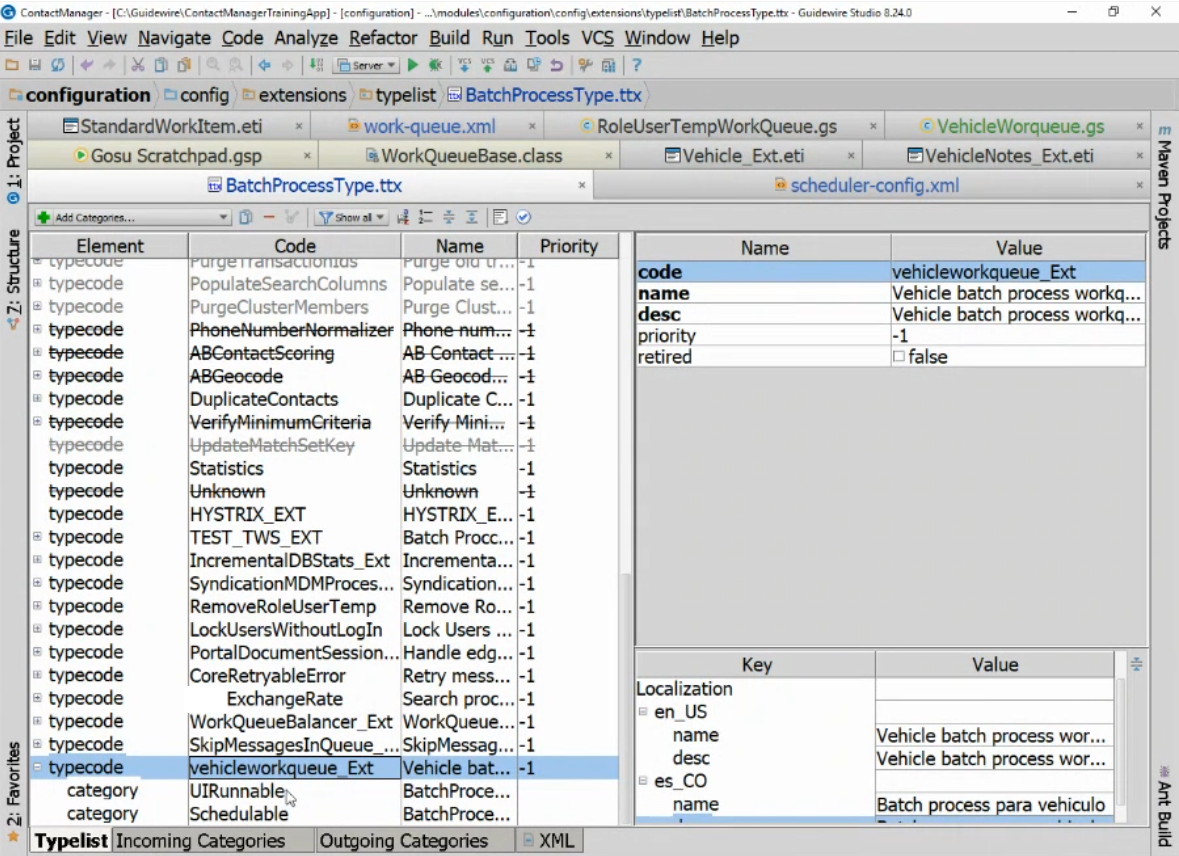 ContactManager - [C:\Guidewire\ContactManagerTrainingApp] - [configuration] - ...\modules\configuration\config\extensions\typelist\BatchProcessType.ttx - Guidewire Studio 8.24.0
File Edit View Navigate Code Analyze Refactor Build Run Tools VCS Window Help
Server
configuration config extensions typelist BatchProcessType.ttx
StandardWorkItem.eti work-queue.xml RoleUserTempWorkQueue.gs VehicleWorqueue.gs
Gosu Scratchpad.gsp WorkQueueBase.class Vehicle_Ext.eti VehicleNotes_Ext.eti
BatchProcessType.ttx scheduler-config.xml
1: Project
Z: Structure
2: Favorites
Maven Projects
Ant Build
Add Categories... Show all
Element Code Name Priority
typecode PurgeTransactionIds Purge old tr... -1
typecode PopulateSearchColumns Populate se... -1
typecode PurgeClusterMembers Purge Clust... -1
typecode PhoneNumberNormalizer Phone num... -1
typecode ABContactScoring AB Contact ... -1
typecode ABGeocode AB Geocod... -1
typecode DuplicateContacts Duplicate C... -1
typecode VerifyMinimumCriteria Verify Mini... -1
typecode UpdateMatchSetKey Update Mat... -1
typecode Statistics Statistics -1
typecode Unknown Unknown -1
typecode HYSTRIX_EXT HYSTRIX_E... -1
typecode TEST_TWS_EXT Batch Procc... -1
typecode IncrementalDBStats_Ext Incrementa... -1
typecode SyndicationMDMProces... Syndication... -1
typecode RemoveRoleUserTemp Remove Ro... -1
typecode LockUsersWithoutLogIn Lock Users ... -1
typecode PortalDocumentSession... Handle edg... -1
typecode CoreRetryableError Retry mess... -1
typecode ExchangeRate Search proc... -1
typecode WorkQueueBalancer_Ext WorkQueue... -1
typecode SkipMessagesInQueue_... SkipMessag... -1
typecode vehicleworkqueue_Ext Vehicle bat... -1
category UIRunnable BatchProce...
category Schedulable BatchProce...
Name Value
code vehicleworkqueue_Ext
name Vehicle batch process workq...
desc Vehicle batch process workq...
priority -1
retired false
Key Value
Localization
en_US
name Vehicle batch process wor...
desc Vehicle batch process wor...
es_CO
name Batch process para vehiculo
Typelist Incoming Categories Outgoing Categories XML